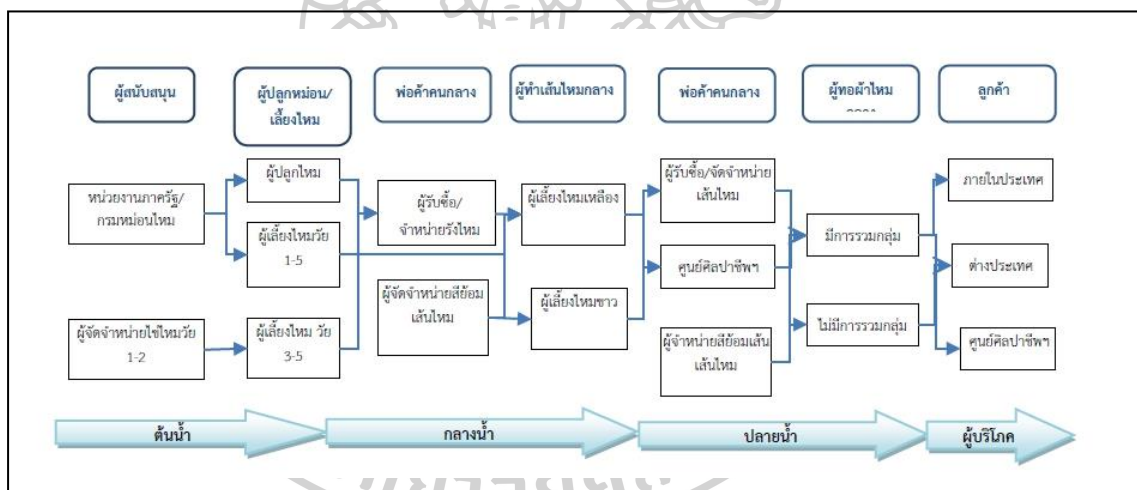 ผู้สนับสนุน
ผู้ปลูกหม่อน/
เลี้ยงไหม
พ่อค้าคนกลาง
ผู้ทำเส้นไหมกลาง
พ่อค้าคนกลาง
ผู้ทอผ้าไหม
ลูกค้า
หน่วยงานภาครัฐ/
กรมหม่อนไหม
ผู้จัดจำหน่ายไข่ไหมวัย
1-2
ผู้ปลูกไหม
ผู้เลี้ยงไหมวัย
1-5
ผู้เลี้ยงไหม วัย
3-5
ผู้รับซื้อ/
จำหน่ายรังไหม
ผู้จัดจำหน่ายสีย้อม
เส้นไหม
ผู้เลี้ยงไหมเหลือง
ผู้เลี้ยงไหมขาว
ผู้รับซื้อ/จัดจำหน่าย
เส้นไหม
ศูนย์ศิลปาชีพฯ
ผู้จำหน่ายสีย้อมเส้น
เส้นไหม
มีการรวมกลุ่ม
ไม่มีการรวมกลุ่ม
ภายในประเทศ
ต่างประเทศ
ศูนย์ศิลปาชีพฯ
ต้นน้ำ
กลางน้ำ
ปลายน้ำ
ผู้บริโภค